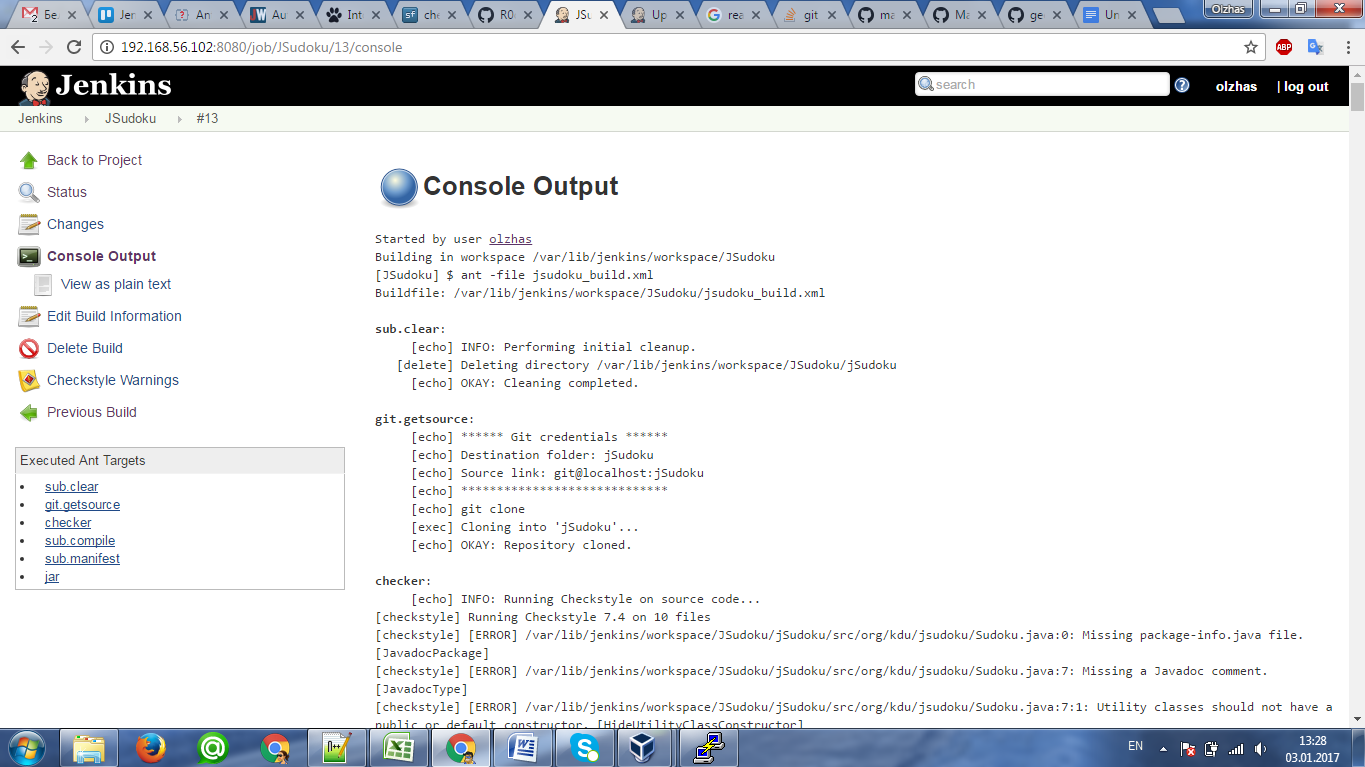 Be
Jer
An
Au
Int
che
R0
JSu
Up
rea
git
ma
Ma
ge
Un
Olzhas
192.168.56.102:8080/job/JSudoku/13/console
ABP
Jenkins
search
olzhas | log out
Jenkins JSudoku #13
Back to Project
Status
Changes
Console Output
View as plain text
Edit Build Information
Delete Build
Checkstyle Warnings
Previous Build
Executed Ant Targets
• sub.clear
• git.getsource
• checker
• sub.compile
• sub.manifest
• jar
Console Output
Started by user olzhas
Building in workspace /var/lib/jenkins/workspace/JSudoku
[JSudoku] $ ant -file jsudoku_build.xml
Buildfile: /var/lib/jenkins/workspace/JSudoku/jsudoku_build.xml
sub.clear:
[echo] INFO: Performing initial cleanup.
[delete] Deleting directory /var/lib/jenkins/workspace/JSudoku/jSudoku
[echo] OKAY: Cleaning completed.
git.getsource:
[echo] ****** Git credentials ******
[echo] Destination folder: jSudoku
[echo] Source link: git@localhost:jSudoku
[echo] *****************************
[echo] git clone
[exec] Cloning into 'jSudoku'...
[echo] OKAY: Repository cloned.
checker:
[echo] INFO: Running Checkstyle on source code...
[checkstyle] Running Checkstyle 7.4 on 10 files
[checkstyle] [ERROR] /var/lib/jenkins/workspace/JSudoku/jSudoku/src/org/kdu/jsudoku/Sudoku.java:0: Missing package-info.java file.
[JavadocPackage]
[checkstyle] [ERROR] /var/lib/jenkins/workspace/JSudoku/jSudoku/src/org/kdu/jsudoku/Sudoku.java:7: Missing a Javadoc comment.
[JavadocType]
[checkstyle] [ERROR] /var/lib/jenkins/workspace/JSudoku/jSudoku/src/org/kdu/jsudoku/Sudoku.java:7:1: Utility classes should not have a
public or default constructor. [HideUtilityClassConstructor]
EN
13:28
03.01.2017